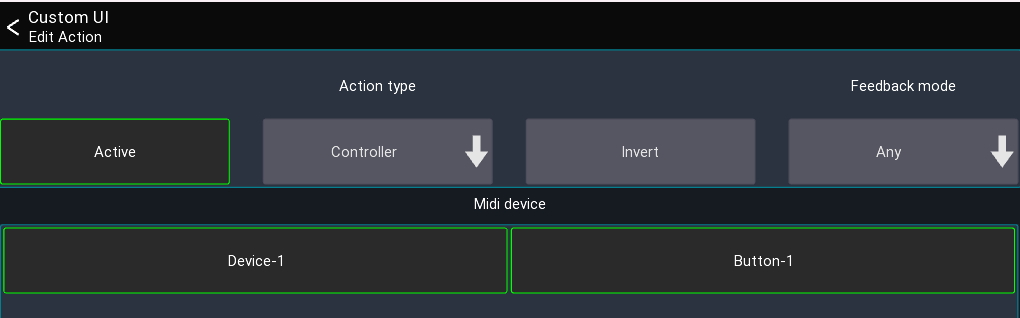 Custom UI
Edit Action
Action type
Feedback mode
Active
Controller
Invert
Any
Midi device
Device-1
Button-1